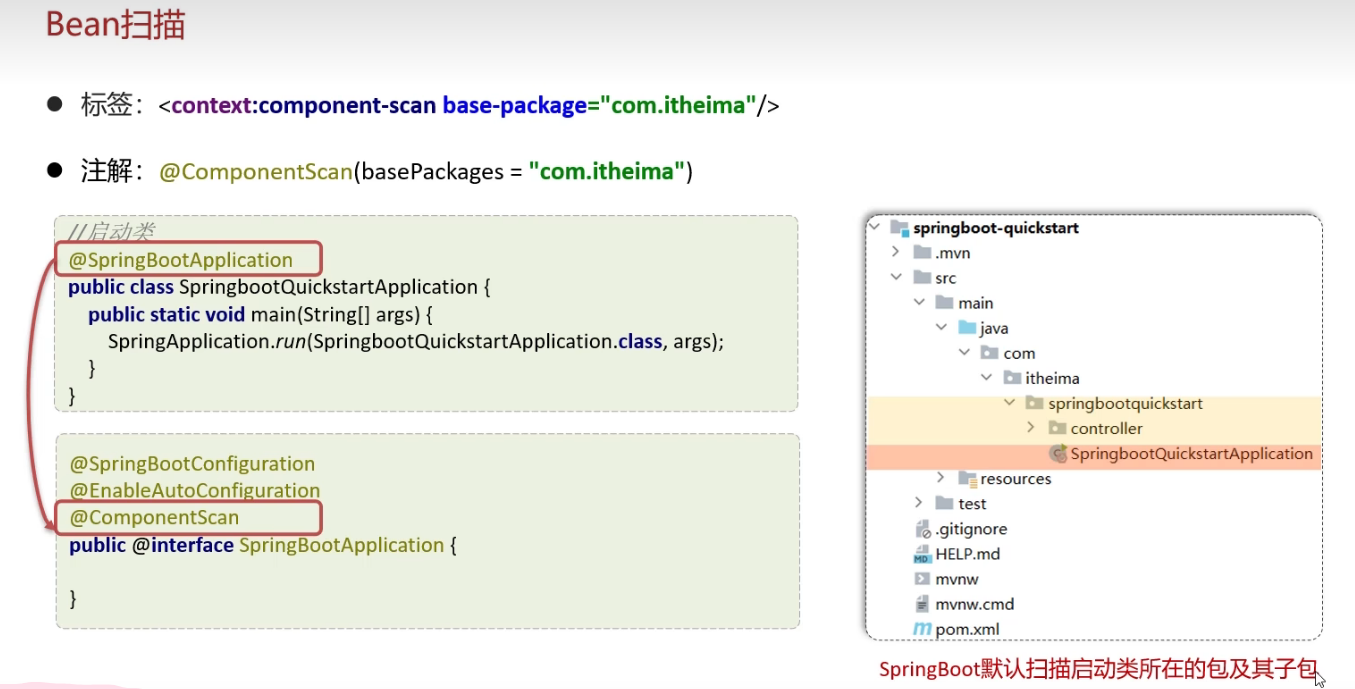 Bean扫描
● 标签：<context:component-scan base-package="com.itheima"/>
● 注解：@ComponentScan(basePackages = "com.itheima")
//启动类
@SpringBootApplication
public class SpringbootQuickstartApplication {
public static void main(String[] args) {
SpringApplication.run(SpringbootQuickstartApplication.class, args);
}
}
@SpringBootConfiguration
@EnableAutoConfiguration
@ComponentScan
public @interface SpringBootApplication {
}
springboot-quickstart
.mvn
src
main
java
com
itheima
springbootquickstart
controller
SpringbootQuickstartApplication
resources
test
.gitignore
HELP.md
mvnw
mvnw.cmd
pom.xml
SpringBoot默认扫描启动类所在的包及其子包